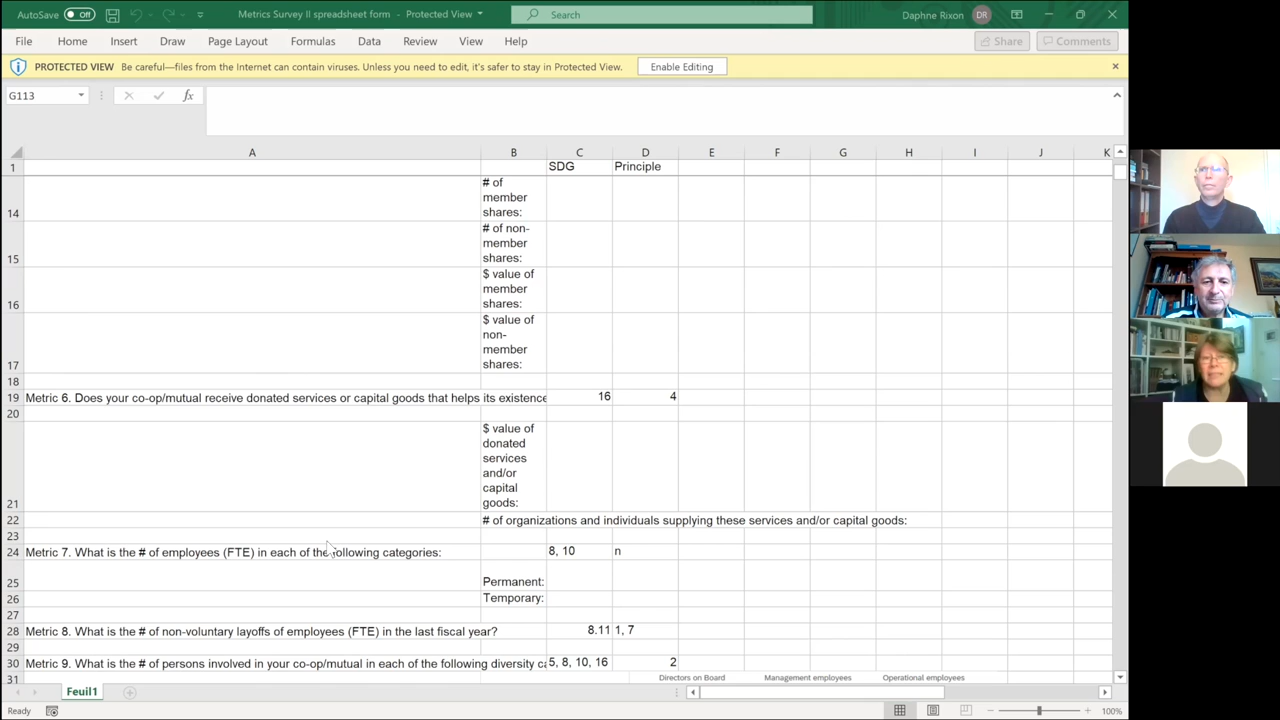 AutoSave Off Metrics Survey II spreadsheet form - Protected View Search Daphne Rixon DR
File Home Insert Draw Page Layout Formulas Data Review View Help Share Comments
PROTECTED VIEW Be careful—files from the Internet can contain viruses. Unless you need to edit, it's safer to stay in Protected View. Enable Editing
G113 fx
A B C D E F G H I J K
1 SDG Principle
# of
member
14 shares:
# of non-
member
15 shares:
$ value of
member
16 shares:
$ value of
non-
member
17 shares:
18
19 Metric 6. Does your co-op/mutual receive donated services or capital goods that helps its existence 16 4
20
$ value of
donated
services
and/or
capital
21 goods:
22 # of organizations and individuals supplying these services and/or capital goods:
23
24 Metric 7. What is the # of employees (FTE) in each of the following categories: 8, 10 n
25 Permanent:
26 Temporary:
27
28 Metric 8. What is the # of non-voluntary layoffs of employees (FTE) in the last fiscal year? 8.11 1, 7
29
30 Metric 9. What is the # of persons involved in your co-op/mutual in each of the following diversity ca 5, 8, 10, 16 2
31 Directors on Board Management employees Operational employees
Feuil1
Ready 100%